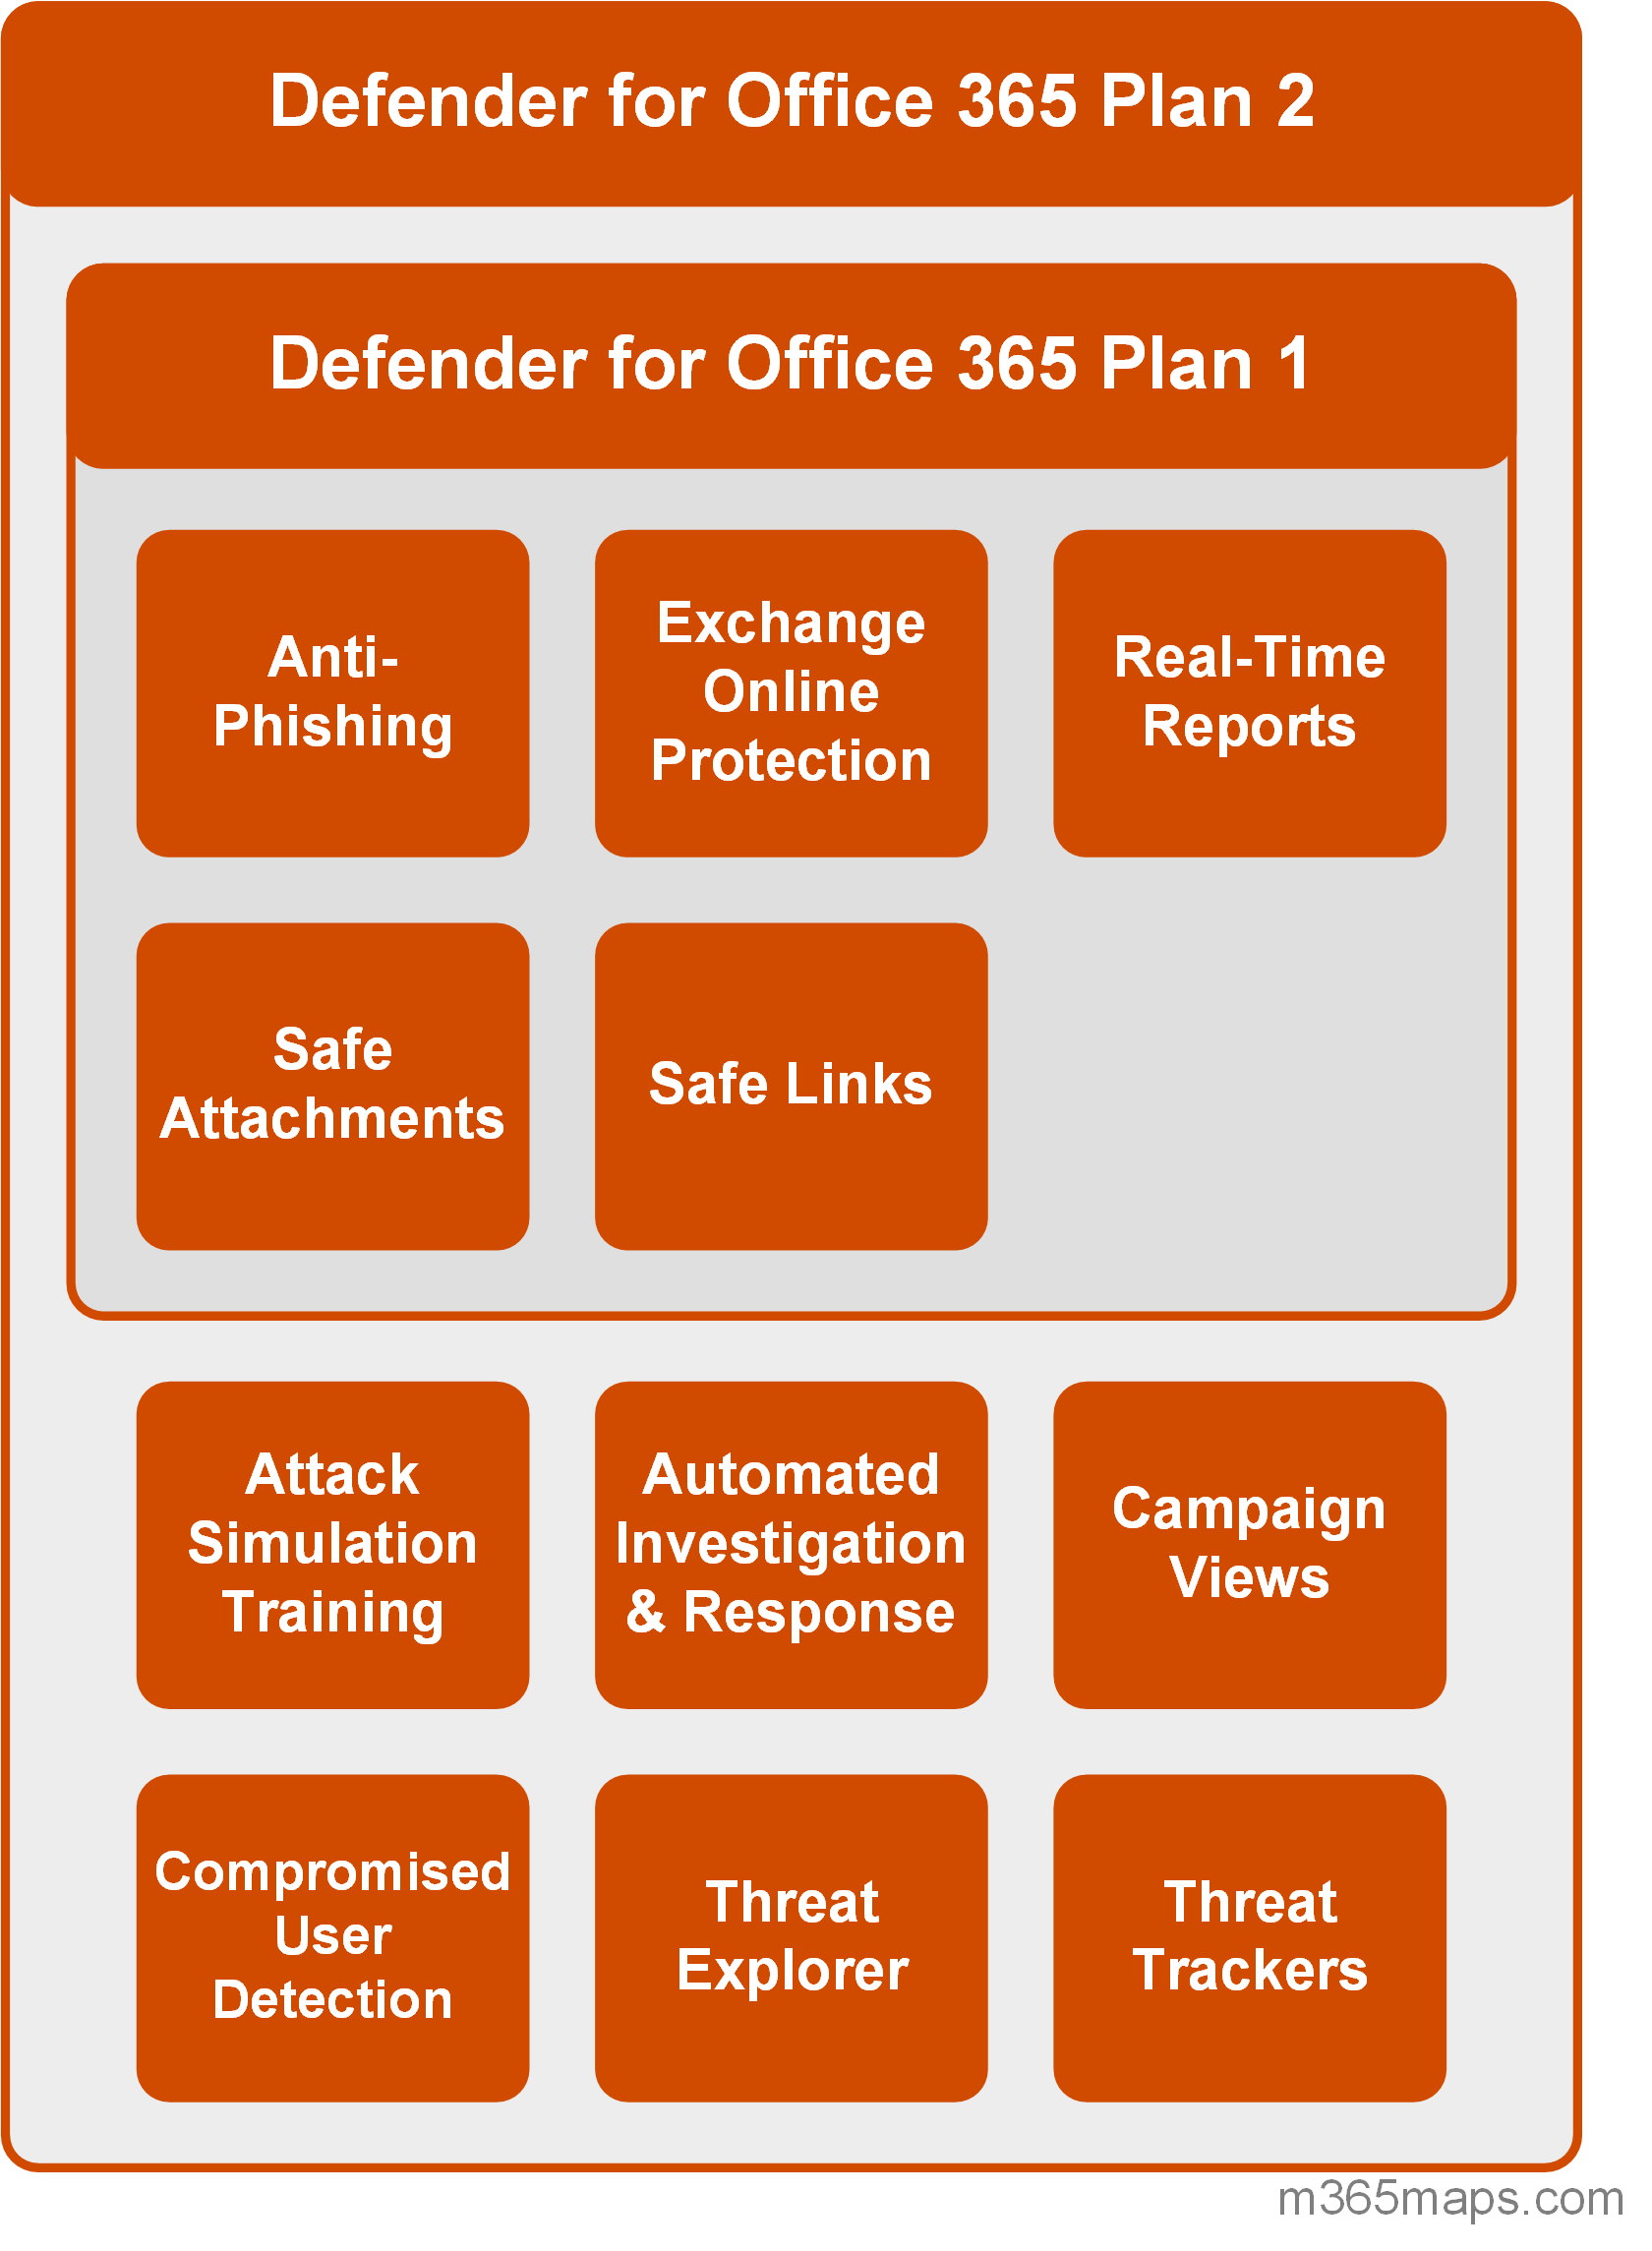 Defender for Office 365 Plan 2
Defender for Office 365 Plan 1
Anti-
Phishing
Exchange
Online
Protection
Real-Time
Reports
Safe
Attachments
Safe Links
Attack
Simulation
Training
Automated
Investigation
& Response
Campaign
Views
Compromised
User
Detection
Threat
Explorer
Threat
Trackers
m365maps.com